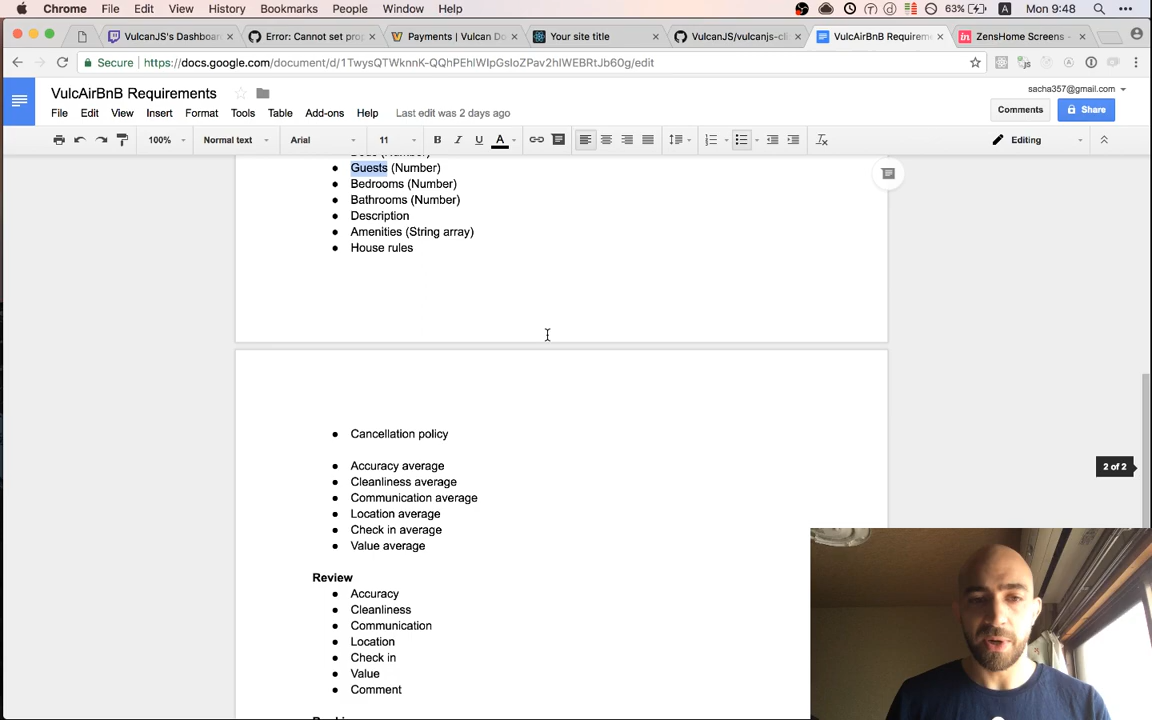 Chrome File Edit View History Bookmarks People Window Help
63% Mon 9:48
VulcanJS's Dashboar
Error: Cannot set pro
Payments | Vulcan Do
Your site title
VulcanJS/vulcanjs-cli
VulcAirBnB Requirem
ZensHome Screens -
Secure https://docs.google.com/document/d/1TwysQTWknnK-QQhPEhlWIpGsIoZPav2hIWEBRtJb60g/edit
VulcAirBnB Requirements
sacha357@gmail.com
File Edit View Insert Format Tools Table Add-ons Help Last edit was 2 days ago
Comments Share
100% Normal text Arial 11 B I U A Editing
Guests (Number)
Bedrooms (Number)
Bathrooms (Number)
Description
Amenities (String array)
House rules
Cancellation policy
Accuracy average
2 of 2
Cleanliness average
Communication average
Location average
Check in average
Value average
Review
Accuracy
Cleanliness
Communication
Location
Check in
Value
Comment